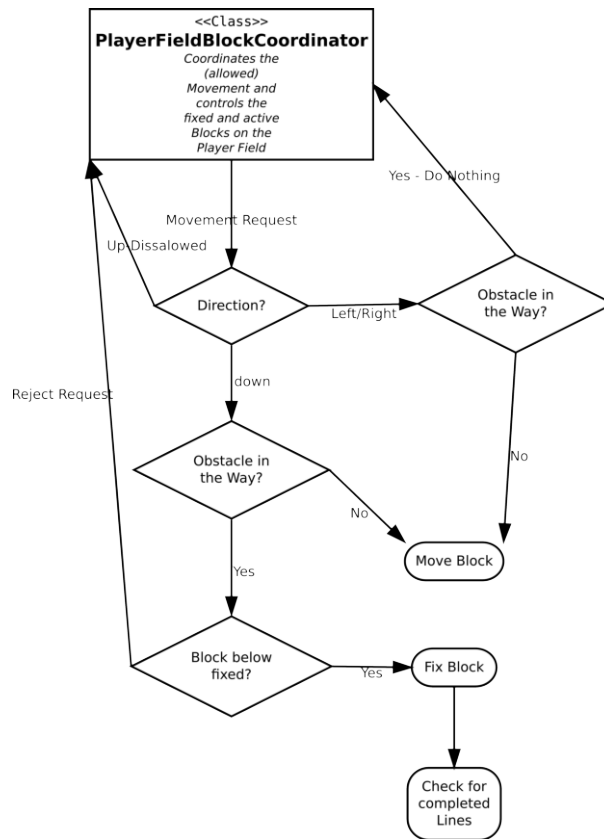 <<Class>>
PlayerFieldBlockCoordinator
Coordinates the
(allowed)
Movement and
controls the
fixed and active
Blocks on the
Player Field
Yes - Do Nothing
Movement Request
Up-Dissalowed
Direction?
Left/Right
Obstacle in
the Way?
down
Reject Request
Obstacle in
the Way?
No
No
Move Block
Yes
Block below
fixed?
Yes
Fix Block
Check for
completed
Lines